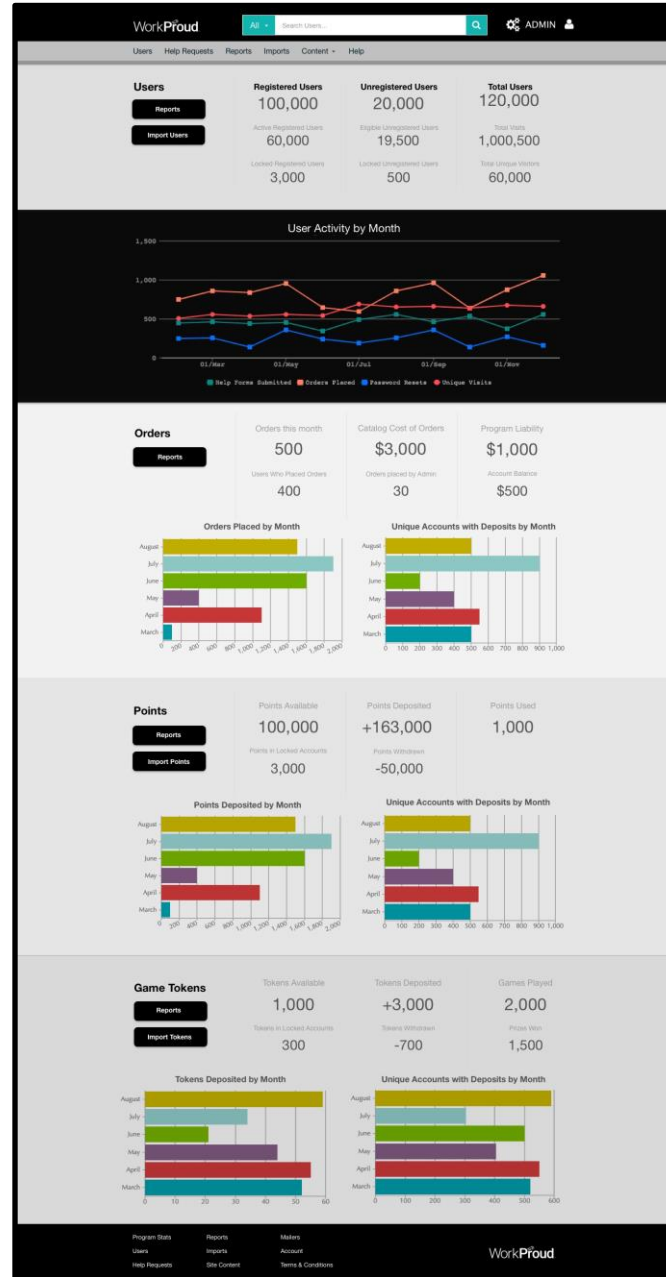 WorkProud
All
Search Users...
ADMIN
Users Help Requests Reports Imports Content Help
Users
Reports
Import Users
Registered Users Unregistered Users Total Users
100,000 20,000 120,000
Active Registered Users Eligible Unregistered Users Total Visits
60,000 19,500 1,000,500
Locked Registered Users Locked Unregistered Users Total Unique Visitors
3,000 500 60,000
User Activity by Month
1,500
1,000
500
0
01/Mar 01/May 01/Jul 01/Sep 01/Nov
Help Forms Submitted Orders Placed Password Resets Unique Visits
Orders
Reports
Orders this month Catalog Cost of Orders Program Liability
500 $3,000 $1,000
Users Who Placed Orders Orders placed by Admin Account Balance
400 30 $500
Orders Placed by Month
August
July
June
May
April
March
0 200 400 600 800 1,000 1,200 1,400 1,600 1,800 2,000
Unique Accounts with Deposits by Month
August
July
June
May
April
March
0 100 200 300 400 500 600 700 800 900 1,000
Points
Reports
Import Points
Points Available Points Deposited Points Used
100,000 +163,000 1,000
Points in Locked Accounts Points Withdrawn
3,000 -50,000
Points Deposited by Month
August
July
June
May
April
March
0 200 400 600 800 1,000 1,200 1,400 1,600 1,800 2,000
Unique Accounts with Deposits by Month
August
July
June
May
April
March
0 100 200 300 400 500 600 700 800 900 1,000
Game Tokens
Reports
Import Tokens
Tokens Available Tokens Deposited Games Played
1,000 +3,000 2,000
Tokens in Locked Accounts Tokens Withdrawn Prizes Won
300 -700 1,500
Tokens Deposited by Month
August
July
June
May
April
March
0 10 20 30 40 50 60
Unique Accounts with Deposits by Month
August
July
June
May
April
March
0 100 200 300 400 500 600
Program Stats Reports Mailers
Users Imports Account
Help Requests Site Content Terms & Conditions
WorkProud